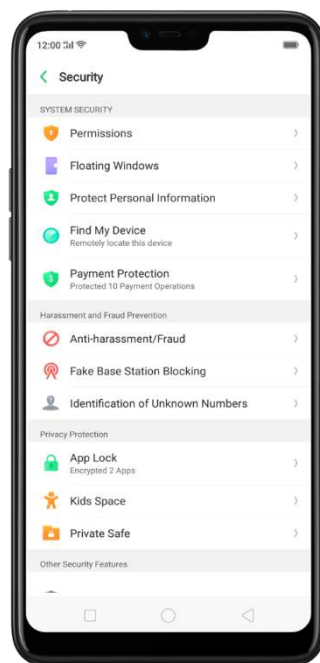 12:00
Security
SYSTEM SECURITY
Permissions
Floating Windows
Protect Personal Information
Find My Device
Remotely locate this device
Payment Protection
Protected 10 Payment Operations
Harassment and Fraud Prevention
Anti-harassment/Fraud
Fake Base Station Blocking
Identification of Unknown Numbers
Privacy Protection
App Lock
Encrypted 2 Apps
Kids Space
Private Safe
Other Security Features